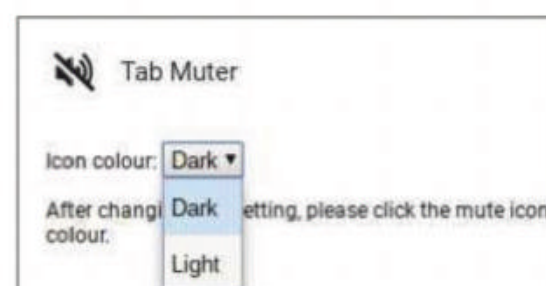 Tab Muter
Icon colour: Dark
After changi Dark etting, please click the mute icon
colour.
Light